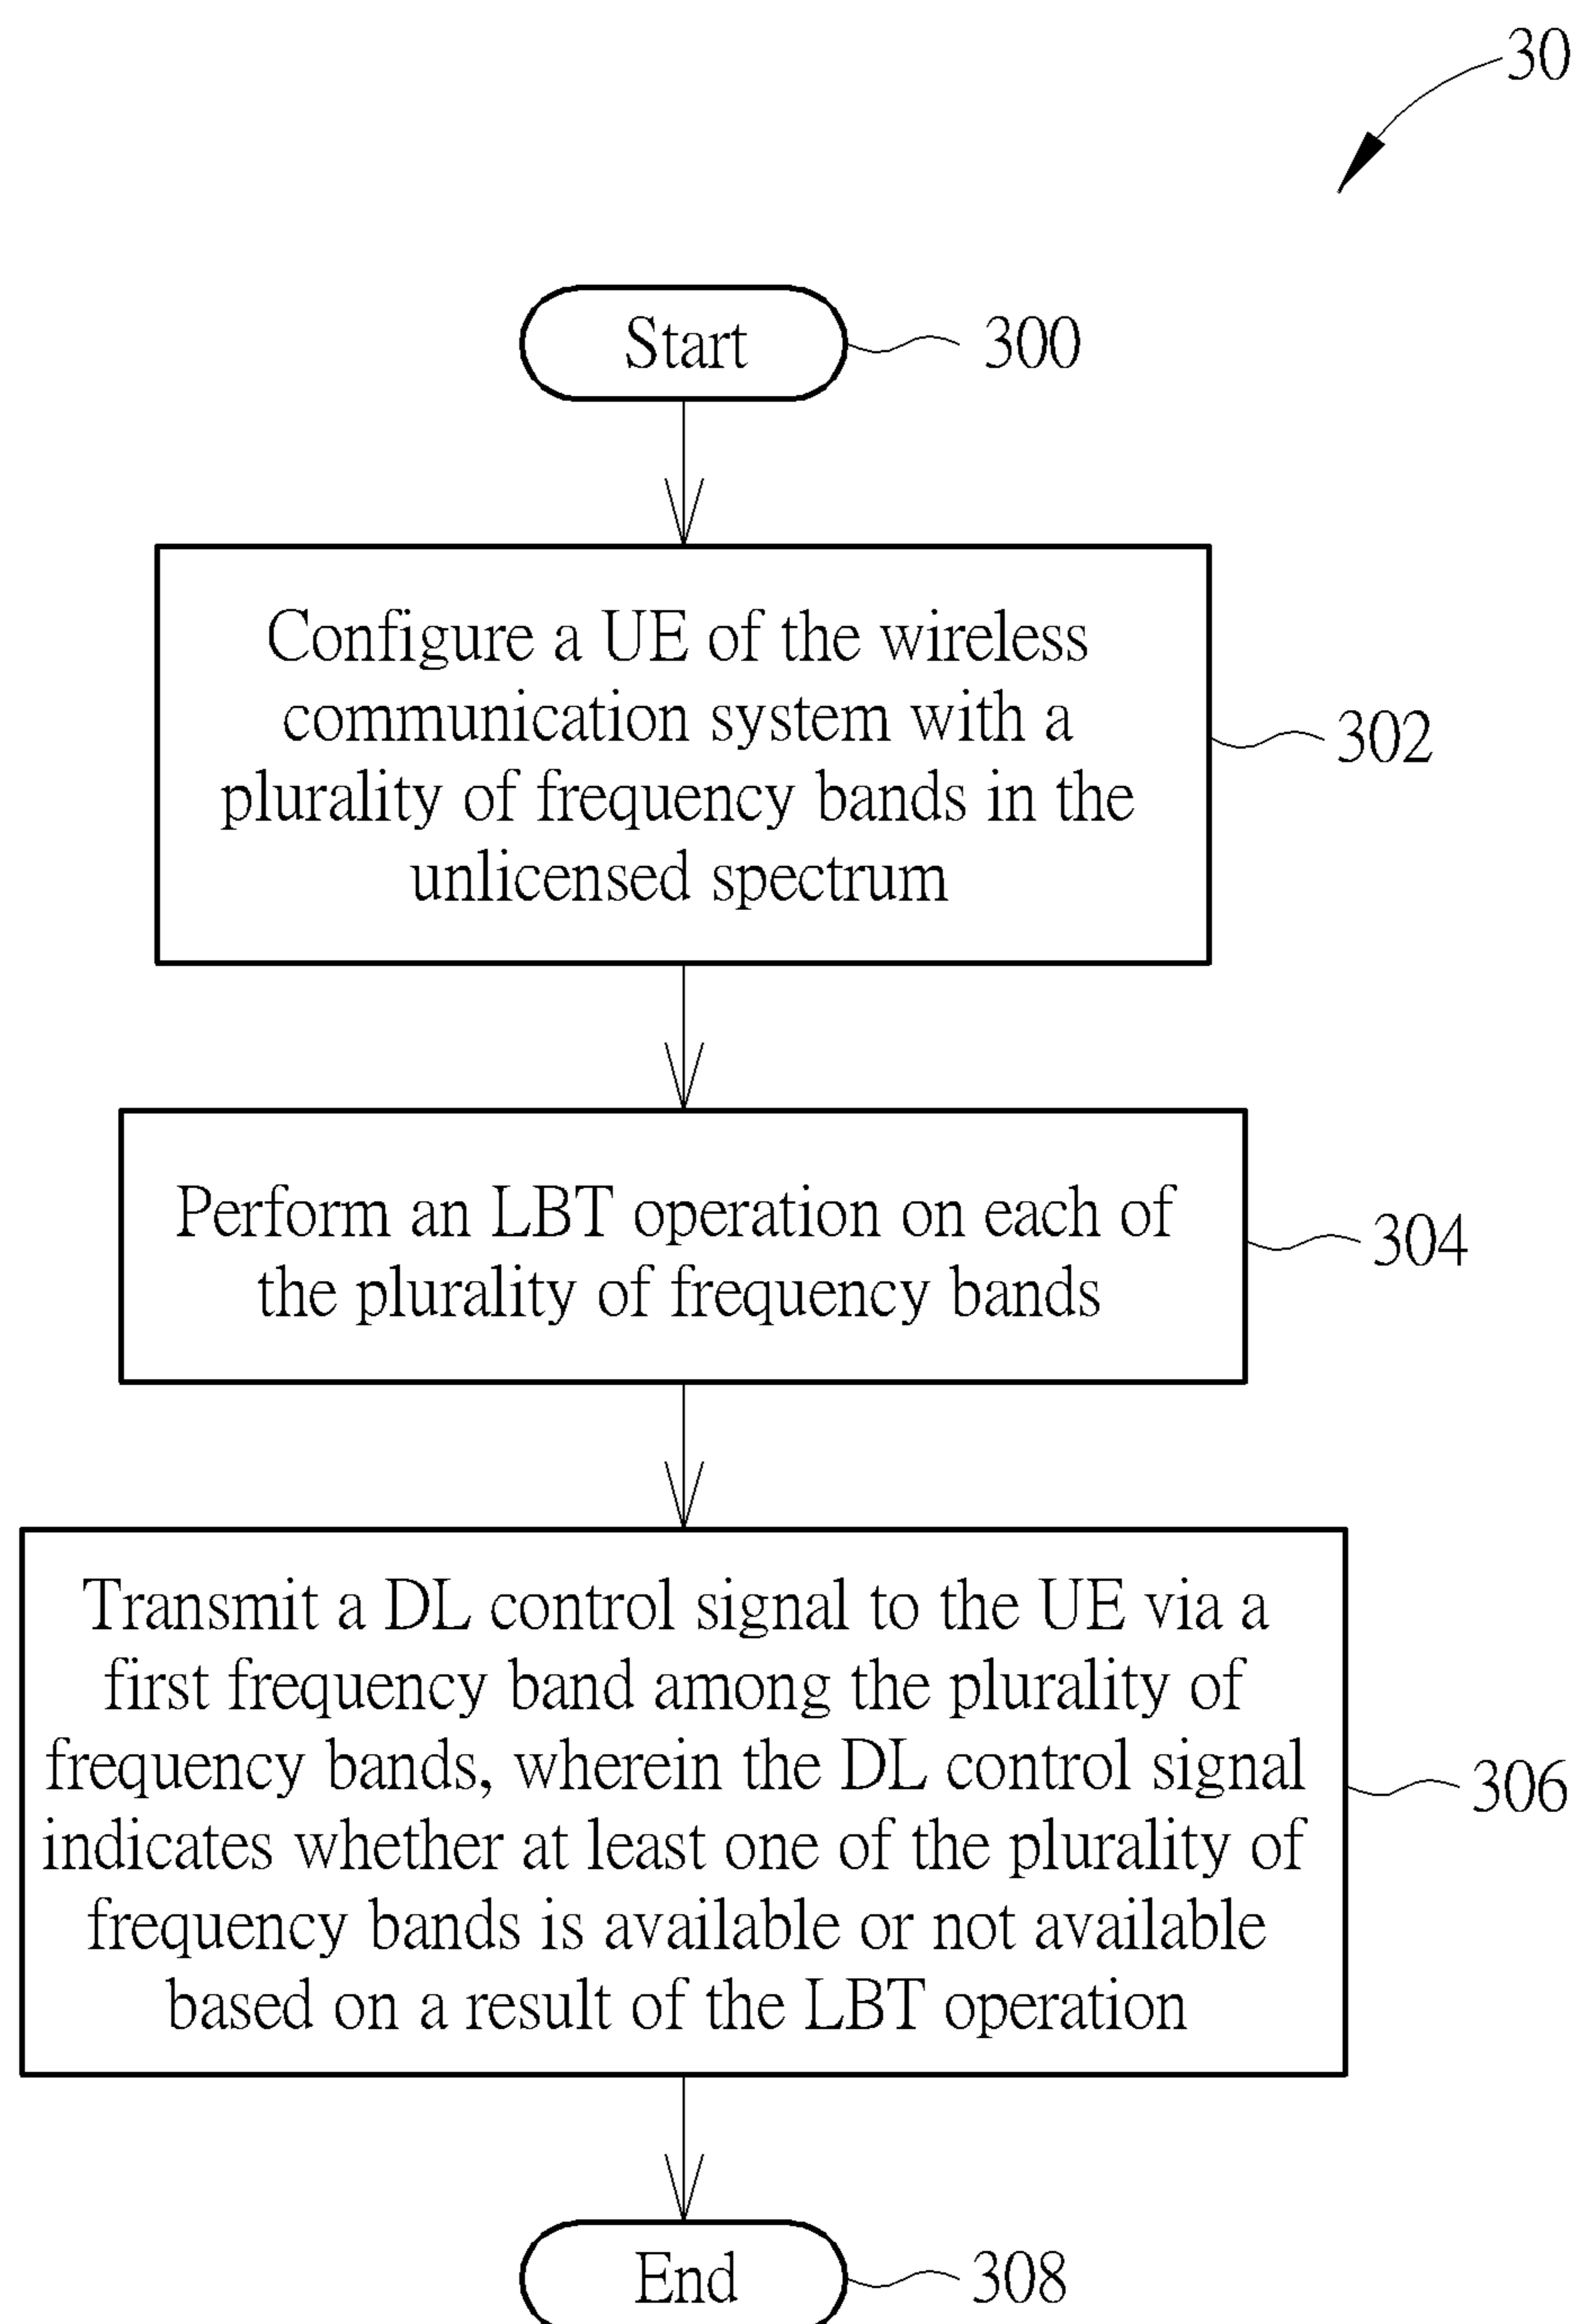 30
Start
300
Configure a UE of the wireless
communication system with a
plurality of frequency bands in the
unlicensed spectrum
302
Perform an LBT operation on each of
the plurality of frequency bands
304
Transmit a DL control signal to the UE via a
first frequency band among the plurality of
frequency bands, wherein the DL control signal
indicates whether at least one of the plurality of
frequency bands is available or not available
based on a result of the LBT operation
306
End
308